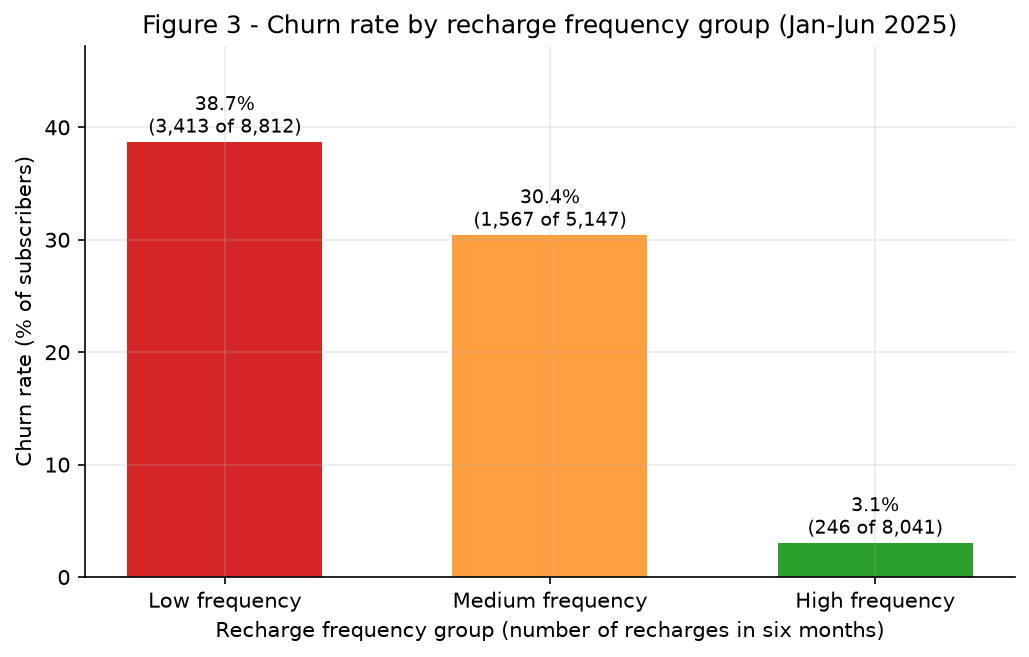 Figure 3 - Churn rate by recharge frequency group (Jan-Jun 2025)
Churn rate (% of subscribers)
40
30
20
10
0
38.7%
(3,413 of 8,812)
30.4%
(1,567 of 5,147)
3.1%
(246 of 8,041)
Low frequency
Medium frequency
High frequency
Recharge frequency group (number of recharges in six months)